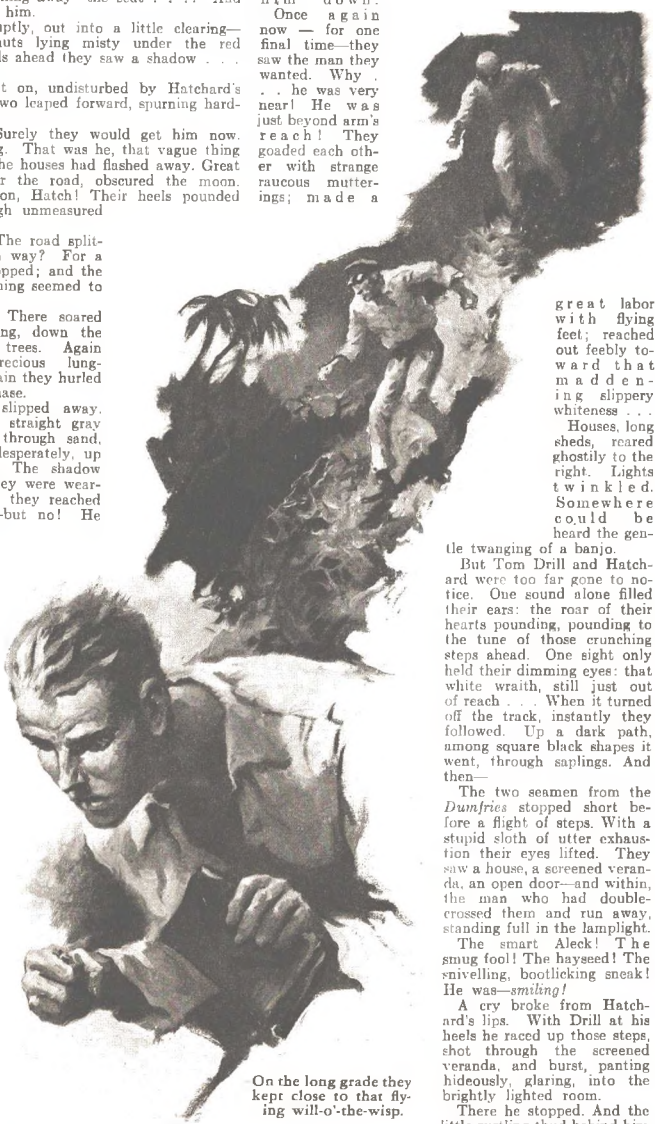 him.
out into a little clearing—
lying misty under the red
ahead they saw a shadow . . .
on, undisturbed by Hatchard's
leaped forward, spurning hard-
Surely they would get him now.
That was he, that vague thing
houses had flashed away. Great
the road, obscured the moon.
on, Hatch! Their heels pounded
unmeasured
The road split-
way? For a
and the
seemed to
There soared
down the
trees. Again
lung-
they hurled
slipped away.
straight gray
through sand,
desperately, up
The shadow
were wear-
they reached
—but no! He
Once again
now — for one
final time—they
saw the man they
wanted. Why .
. . he was very
near! He was
just beyond arm's
reach! They
goaded each oth-
er with strange
raucous mutter-
ings; made a
great labor
with flying
feet; reached
out feebly to-
ward that
madden-
ing slippery
whiteness . . .
Houses, long
sheds, reared
ghostily to the
right. Lights
twinkled.
Somewhere
could be
heard the gen-
tle twanging of a banjo.
But Tom Drill and Hatch-
ard were too far gone to no-
tice. One sound alone filled
their ears: the roar of their
hearts pounding, pounding to
the tune of those crunching
steps ahead. One sight only
held their dimming eyes: that
white wraith, still just out
of reach . . . When it turned
off the track, instantly they
followed. Up a dark path,
among square black shapes it
went, through saplings. And
then—
The two seamen from the
Dumfries stopped short be-
fore a flight of steps. With a
stupid sloth of utter exhaus-
tion their eyes lifted. They
saw a house, a screened veran-
da, an open door—and within,
the man who had double-
crossed them and run away,
standing full in the lamplight.
The smart Aleck! The
smug fool! The hayseed! The
snivelling, bootlicking sneak!
He was—smiling!
A cry broke from Hatch-
ard's lips. With Drill at his
heels he raced up those steps,
shot through the screened
veranda, and burst, panting
hideously, glaring, into the
brightly lighted room.
There he stopped. And the
On the long grade they
kept close to that fly-
ing will-o'-the-wisp.